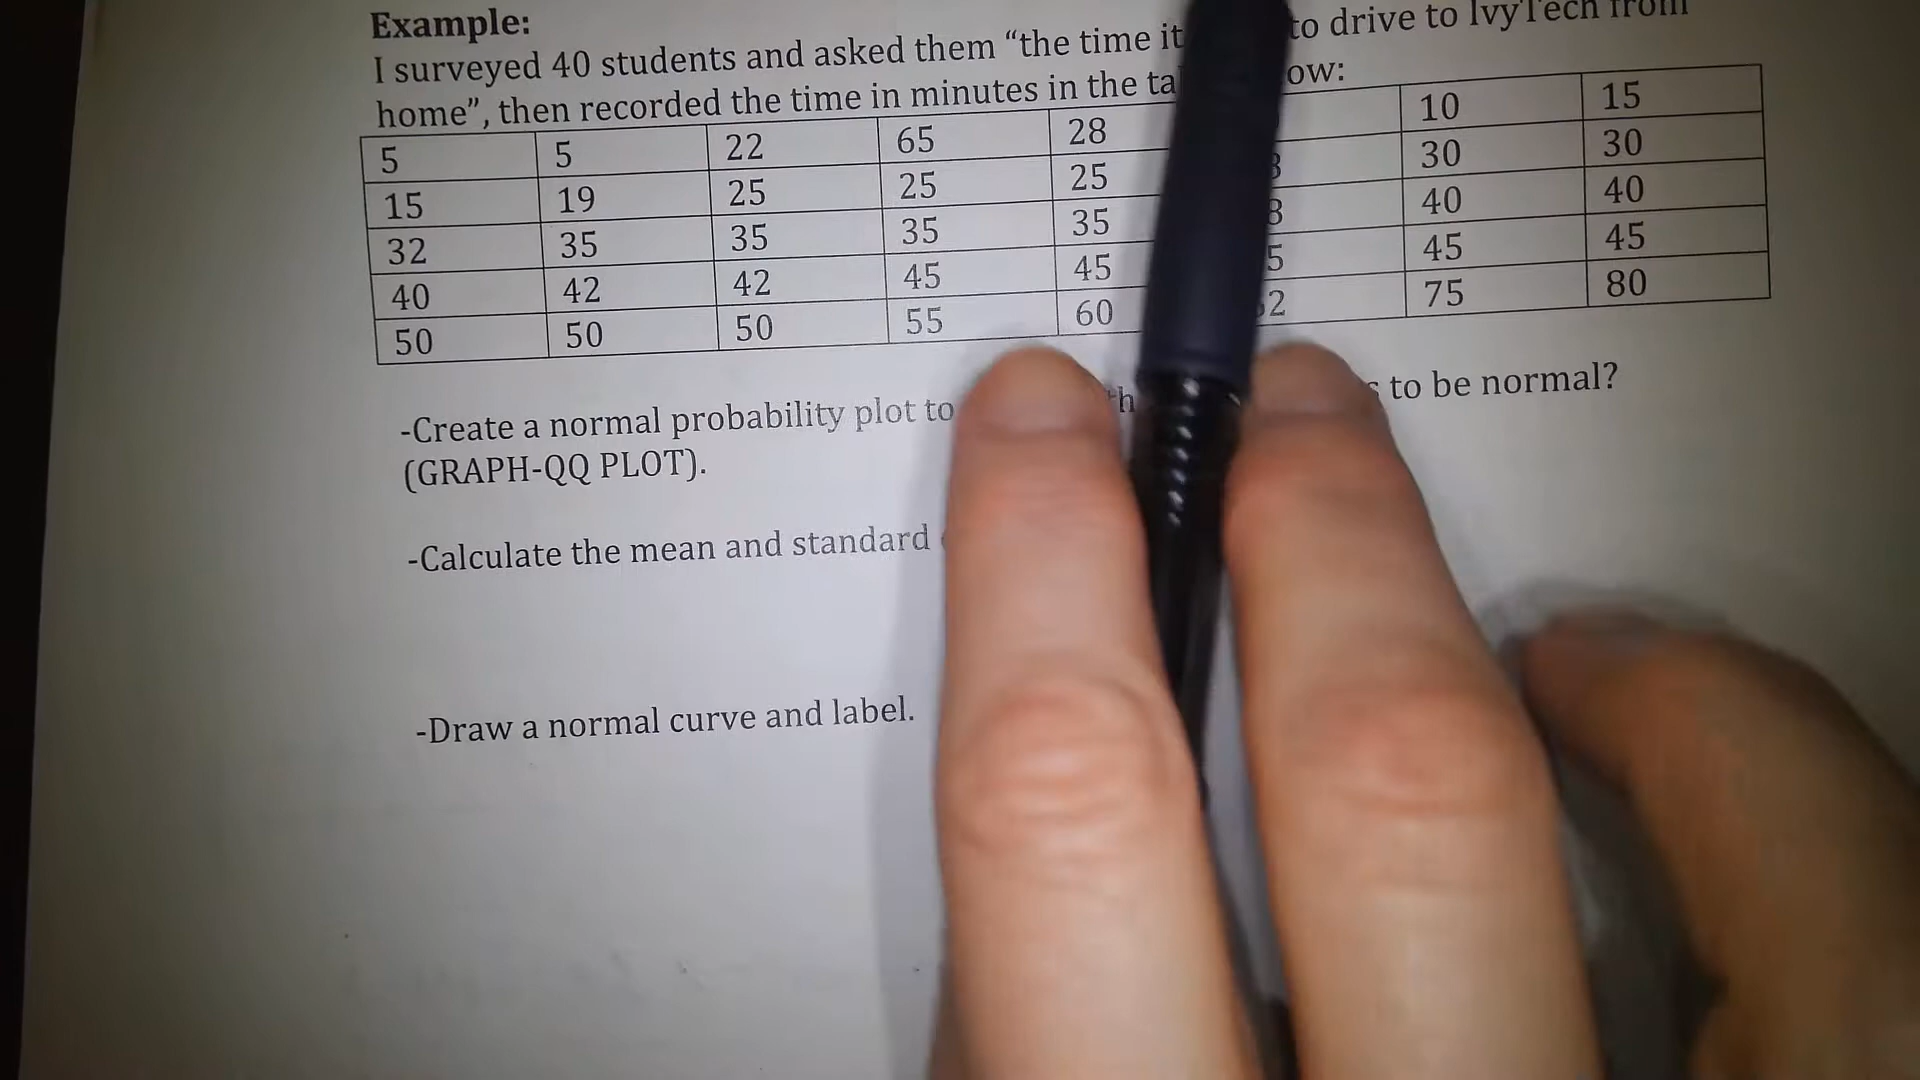 Example:
I surveyed 40 students and asked them “the time it to drive to IvyTech from
home”, then recorded the time in minutes in the ow:
5 5 22 65 28 10 15
15 19 25 25 25 30 30
32 35 35 35 35 40 40
40 42 42 45 45 45 45
50 50 50 55 60 75 80
-Create a normal probability plot to to be normal?
(GRAPH-QQ PLOT).
-Calculate the mean and standard
-Draw a normal curve and label.